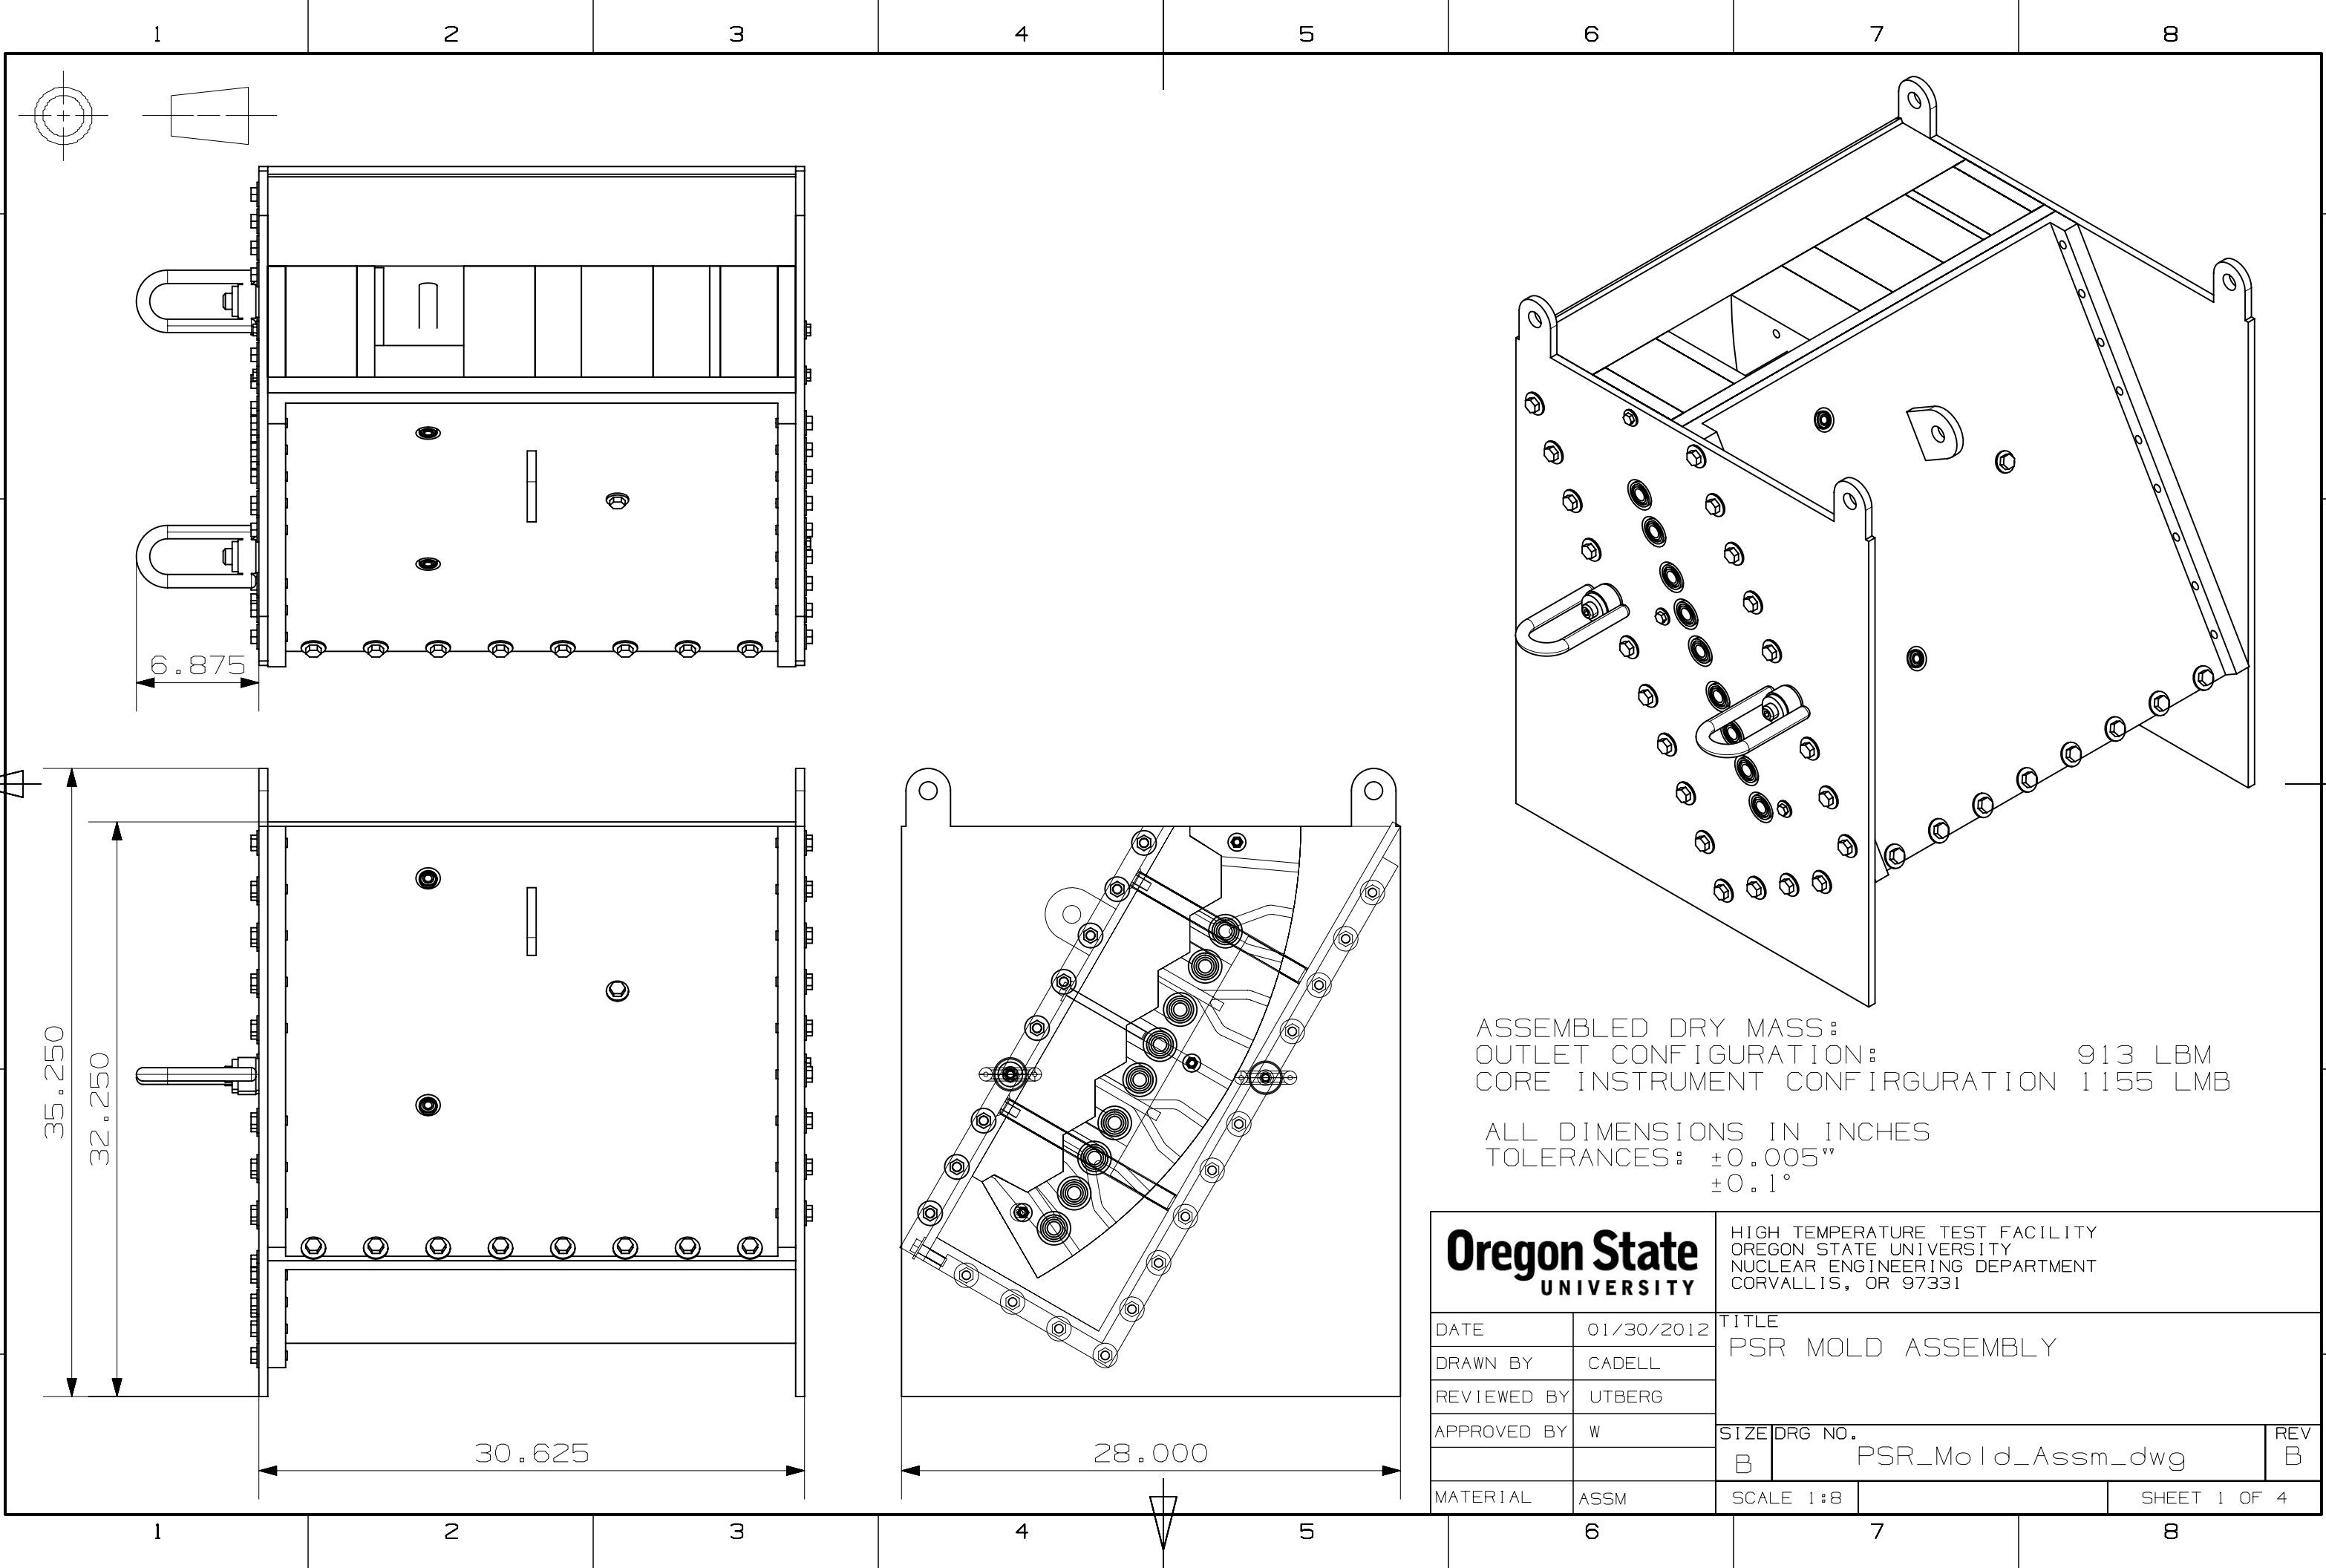 1 2 3 4 5 6 7 8
6.875
35.250
32.250
30.625
28.000
ASSEMBLED DRY MASS:
OUTLET CONFIGURATION: 913 LBM
CORE INSTRUMENT CONFIRGURATION 1155 LMB
ALL DIMENSIONS IN INCHES
TOLERANCES: ±0.005"
±0.1°
Oregon State
UNIVERSITY
HIGH TEMPERATURE TEST FACILITY
OREGON STATE UNIVERSITY
NUCLEAR ENGINEERING DEPARTMENT
CORVALLIS, OR 97331
DATE 01/30/2012
DRAWN BY CADELL
REVIEWED BY UTBERG
APPROVED BY W
MATERIAL ASSM
TITLE
PSR MOLD ASSEMBLY
SIZE DRG NO. REV
B PSR_Mold_Assm_dwg B
SCALE 1:8 SHEET 1 OF 4
1 2 3 4 5 6 7 8